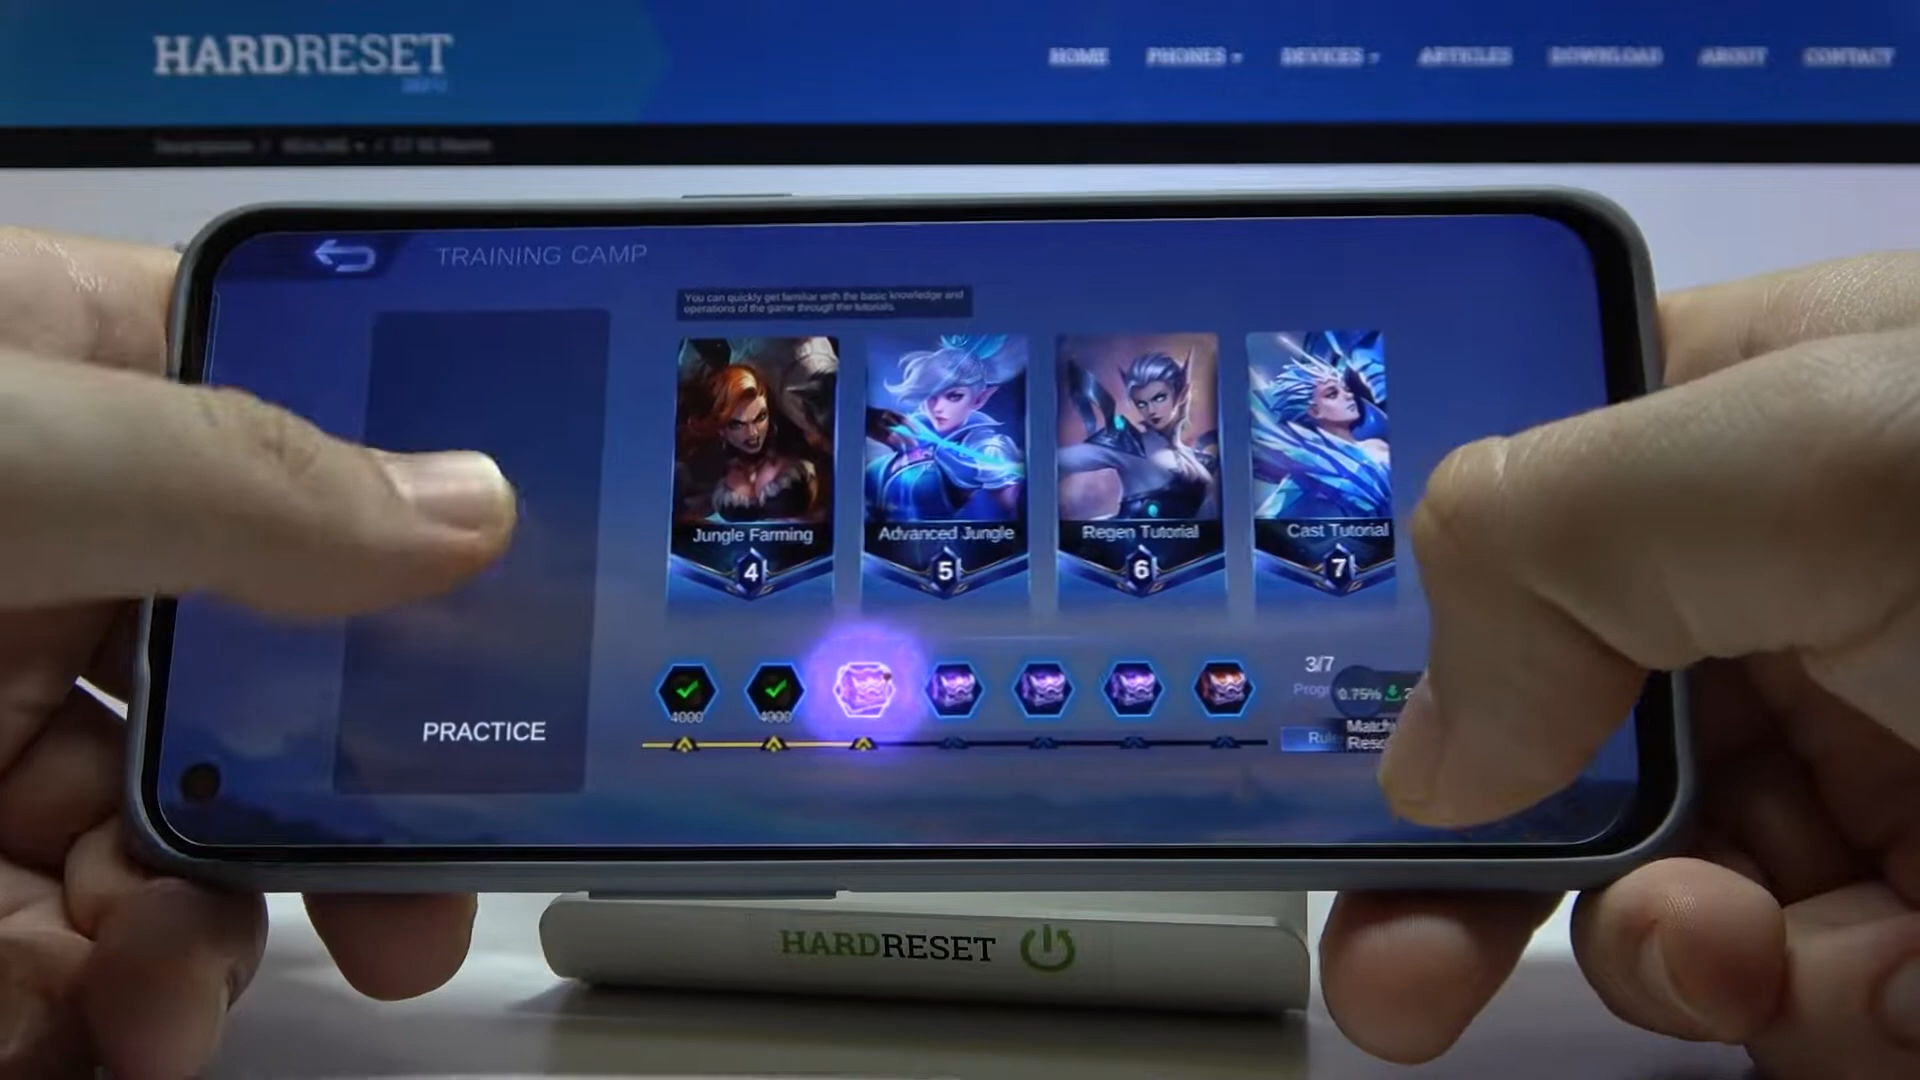 HARDRESET
HOME PHONES DEVICES ARTICLES DOWNLOAD ABOUT CONTACT
TRAINING CAMP
You can quickly get familiar with the basic knowledge and
operations of the game through the tutorials.
Jungle Farming
4
Advanced Jungle
5
Regen Tutorial
6
Cast Tutorial
7
4000
4000
3/7
0.75%
PRACTICE
HARDRESET